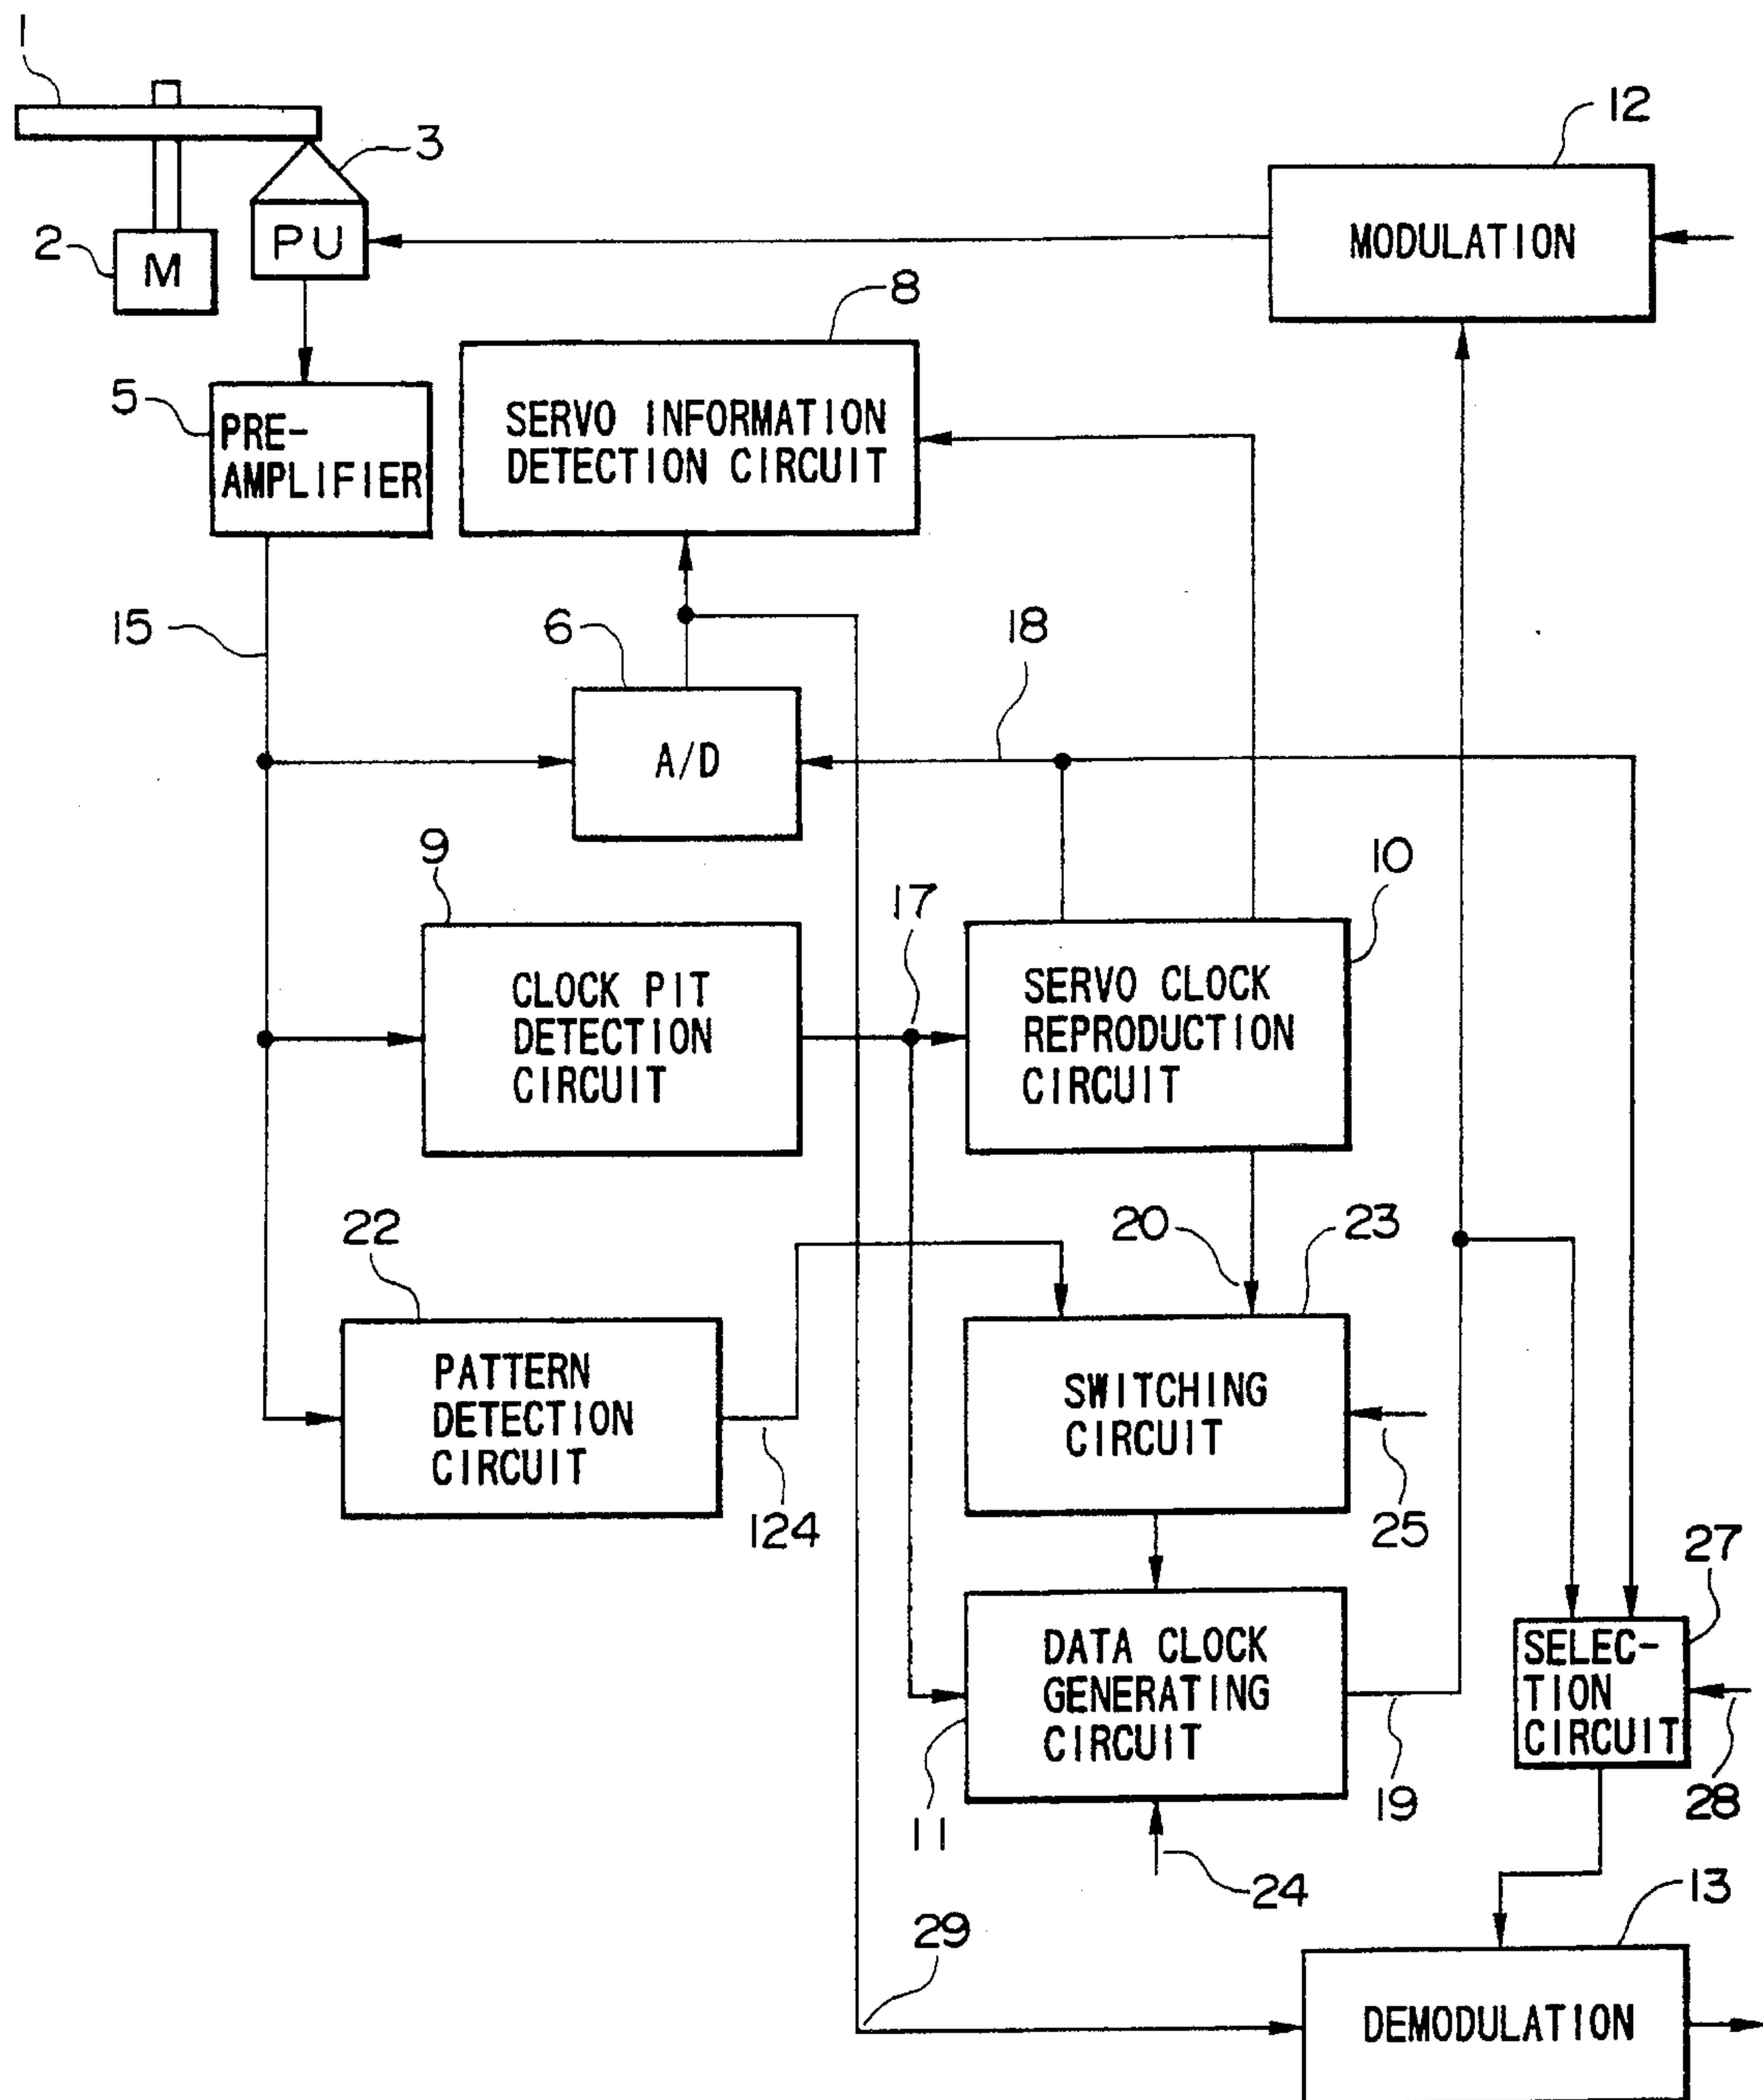 1
12
3
MODULATION
2
M
PU
8
5
PRE-
AMPLIFIER
SERVO INFORMATION
DETECTION CIRCUIT
15
6
18
A/D
9
17
10
CLOCK PIT
DETECTION
CIRCUIT
SERVO CLOCK
REPRODUCTION
CIRCUIT
22
20
23
PATTERN
DETECTION
CIRCUIT
SWITCHING
CIRCUIT
124
25
27
DATA CLOCK
GENERATING
CIRCUIT
SELEC-
TION
CIRCUIT
11
19
28
24
13
29
DEMODULATION